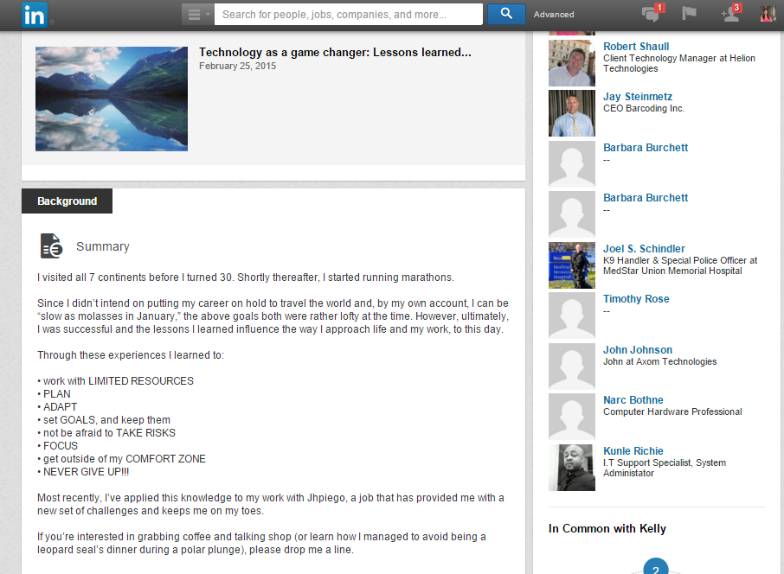 in
Search for people, jobs, companies, and more...
Advanced
1
3
Technology as a game changer: Lessons learned...
February 25, 2015
Background
Summary
I visited all 7 continents before I turned 30. Shortly thereafter, I started running marathons.
Since I didn't intend on putting my career on hold to travel the world and, by my own account, I can be
“slow as molasses in January,” the above goals both were rather lofty at the time. However, ultimately,
I was successful and the lessons I learned influence the way I approach life and my work, to this day.
Through these experiences I learned to:
• work with LIMITED RESOURCES
• PLAN
• ADAPT
• set GOALS, and keep them
• not be afraid to TAKE RISKS
• FOCUS
• get outside of my COMFORT ZONE
• NEVER GIVE UP!!!
Most recently, I've applied this knowledge to my work with Jhpiego, a job that has provided me with a
new set of challenges and keeps me on my toes.
If you're interested in grabbing coffee and talking shop (or learn how I managed to avoid being a
leopard seal's dinner during a polar plunge), please drop me a line.
Robert Shaull
Client Technology Manager at Helion
Technologies
Jay Steinmetz
CEO Barcoding Inc.
Barbara Burchett
--
Barbara Burchett
--
Joel S. Schindler
K9 Handler & Special Police Officer at
MedStar Union Memorial Hospital
Timothy Rose
--
John Johnson
John at Axom Technologies
Narc Bothne
Computer Hardware Professional
Kunle Richie
I.T Support Specialist, System
Administator
In Common with Kelly
2